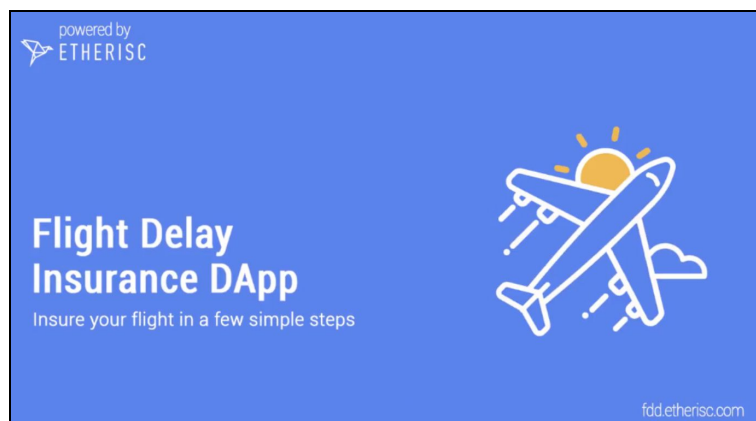 powered by
ETHERISC
Flight Delay
Insurance DApp
Insure your flight in a few simple steps
fdd.etherisc.com